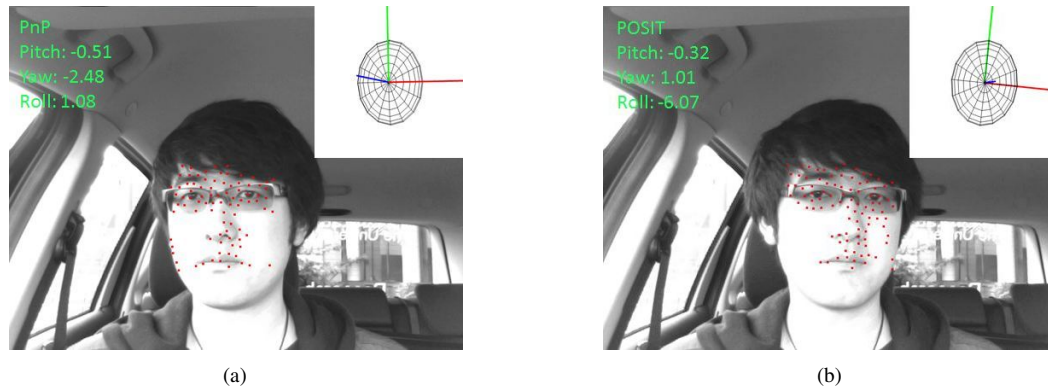 PnP
Pitch: -0.51
Yaw: -2.48
Roll: 1.08
POSIT
Pitch: -0.32
Yaw: 1.01
Roll: -6.07
(a)
(b)